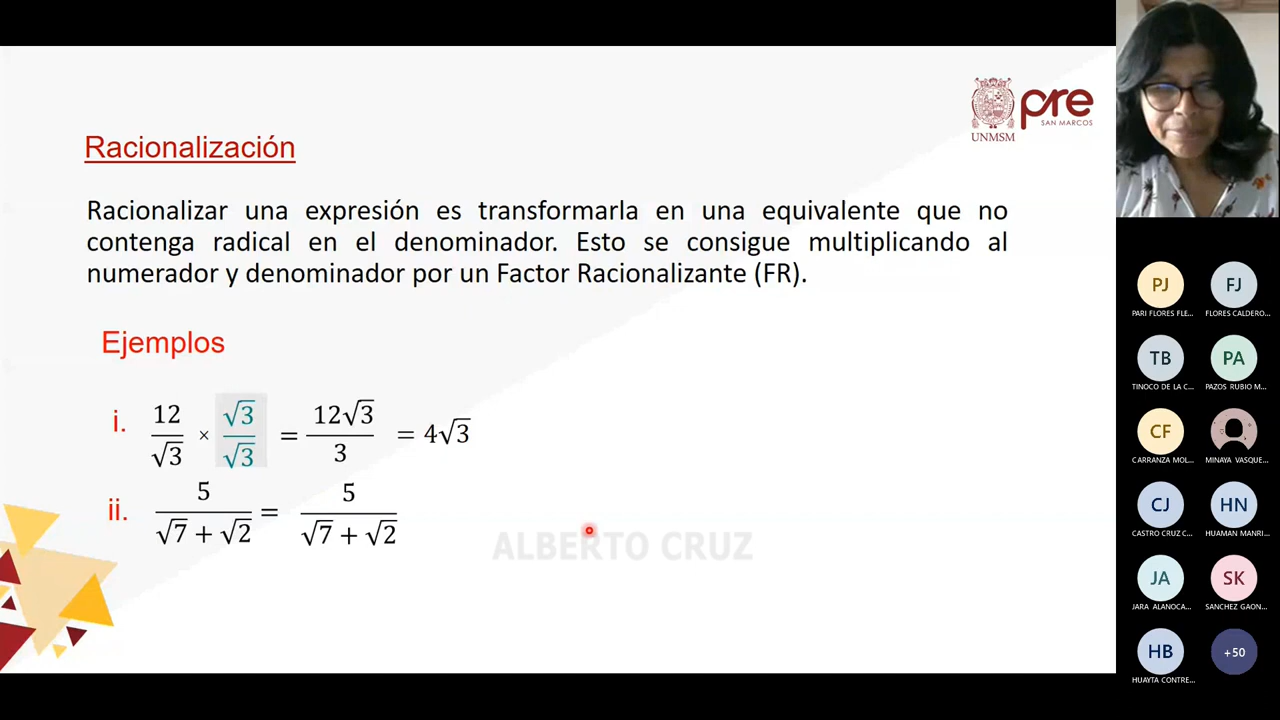 UNMSM
pre
SAN MARCOS
Racionalización
Racionalizar una expresión es transformarla en una equivalente que no
contenga radical en el denominador. Esto se consigue multiplicando al
numerador y denominador por un Factor Racionalizante (FR).
Ejemplos
i. 12/√3 × √3/√3 = 12√3/3 = 4√3
ii. 5/(√7 + √2) = 5/(√7 + √2)
ALBERTO CRUZ
PJ FJ
PARI FLORES FLE... FLORES CALDERO...
TB PA
TINOCO DE LA C... PAZOS RUBIO M...
CF
CARRANZA MOL... MINAYA VASQUE...
CJ HN
CASTRO CRUZ C... HUAMAN MANRI...
JA SK
JARA ALANOCA... SANCHEZ GAON...
HB +50
HUAYTA CONTRE...